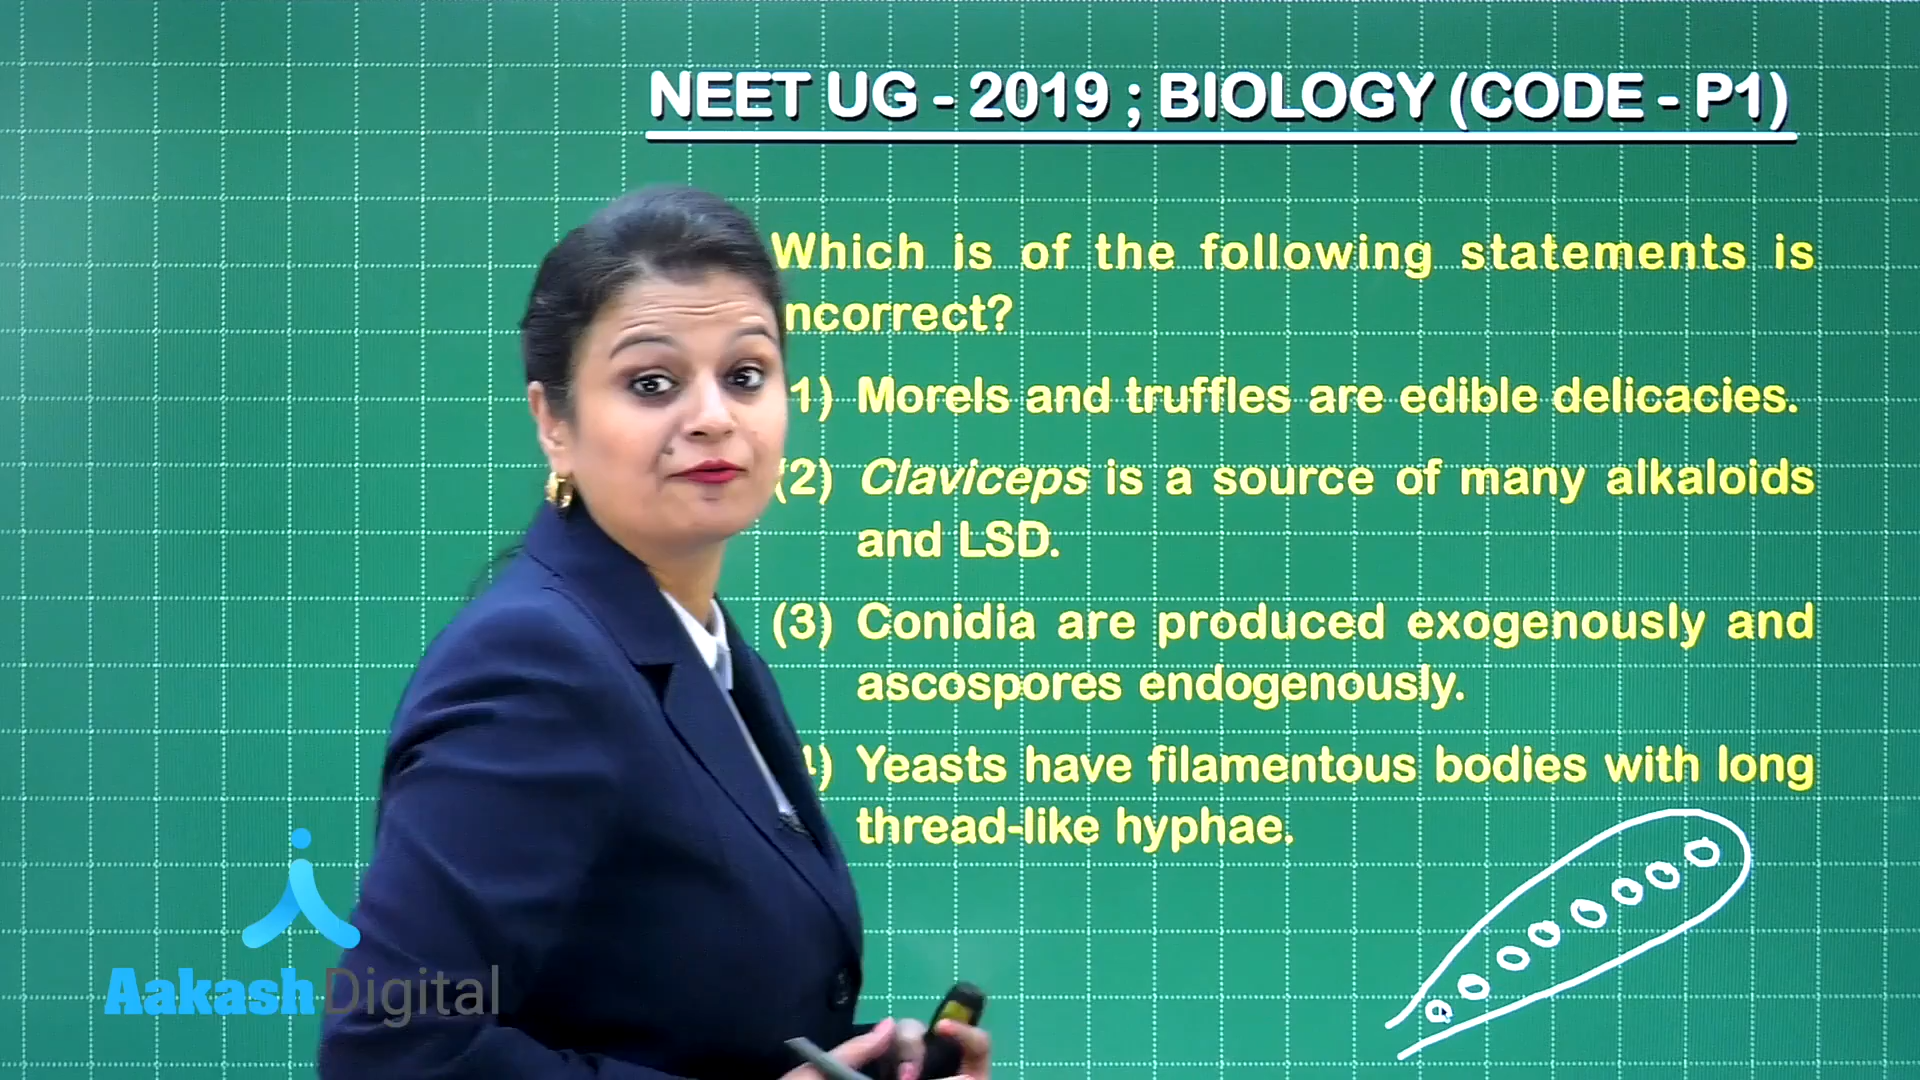 NEET UG - 2019 ; BIOLOGY (CODE - P1)
Which is of the following statements is
ncorrect?
1) Morels and truffles are edible delicacies.
(2) Claviceps is a source of many alkaloids
and LSD.
(3) Conidia are produced exogenously and
ascospores endogenously.
4) Yeasts have filamentous bodies with long
thread-like hyphae.
AakashDigital